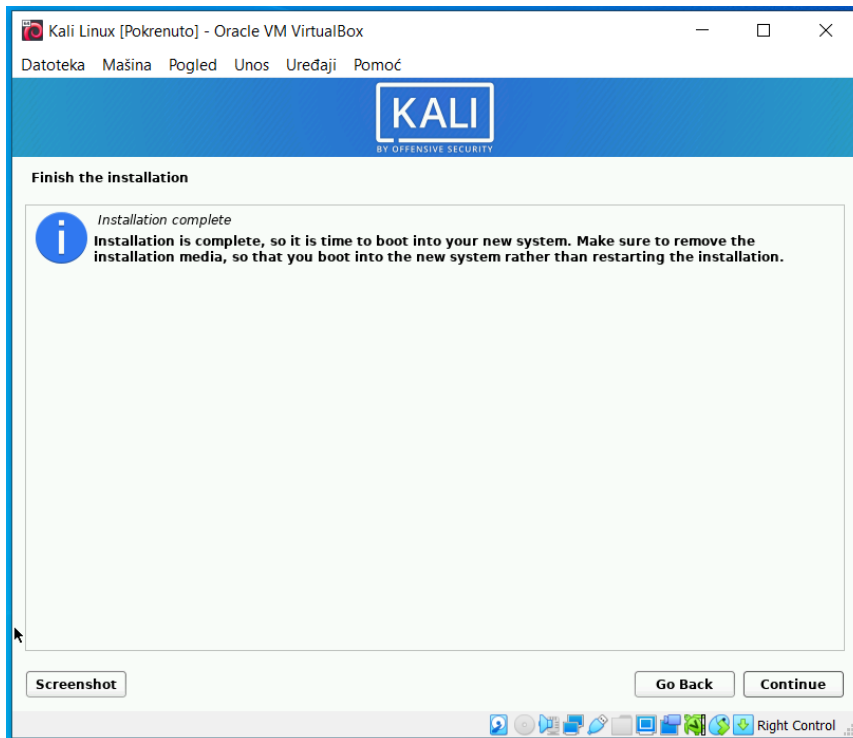 Kali Linux [Pokrenuto] - Oracle VM VirtualBox
Datoteka Mašina Pogled Unos Uređaji Pomoć
KALI
BY OFFENSIVE SECURITY
Finish the installation
Installation complete
Installation is complete, so it is time to boot into your new system. Make sure to remove the
installation media, so that you boot into the new system rather than restarting the installation.
Screenshot Go Back Continue
Right Control